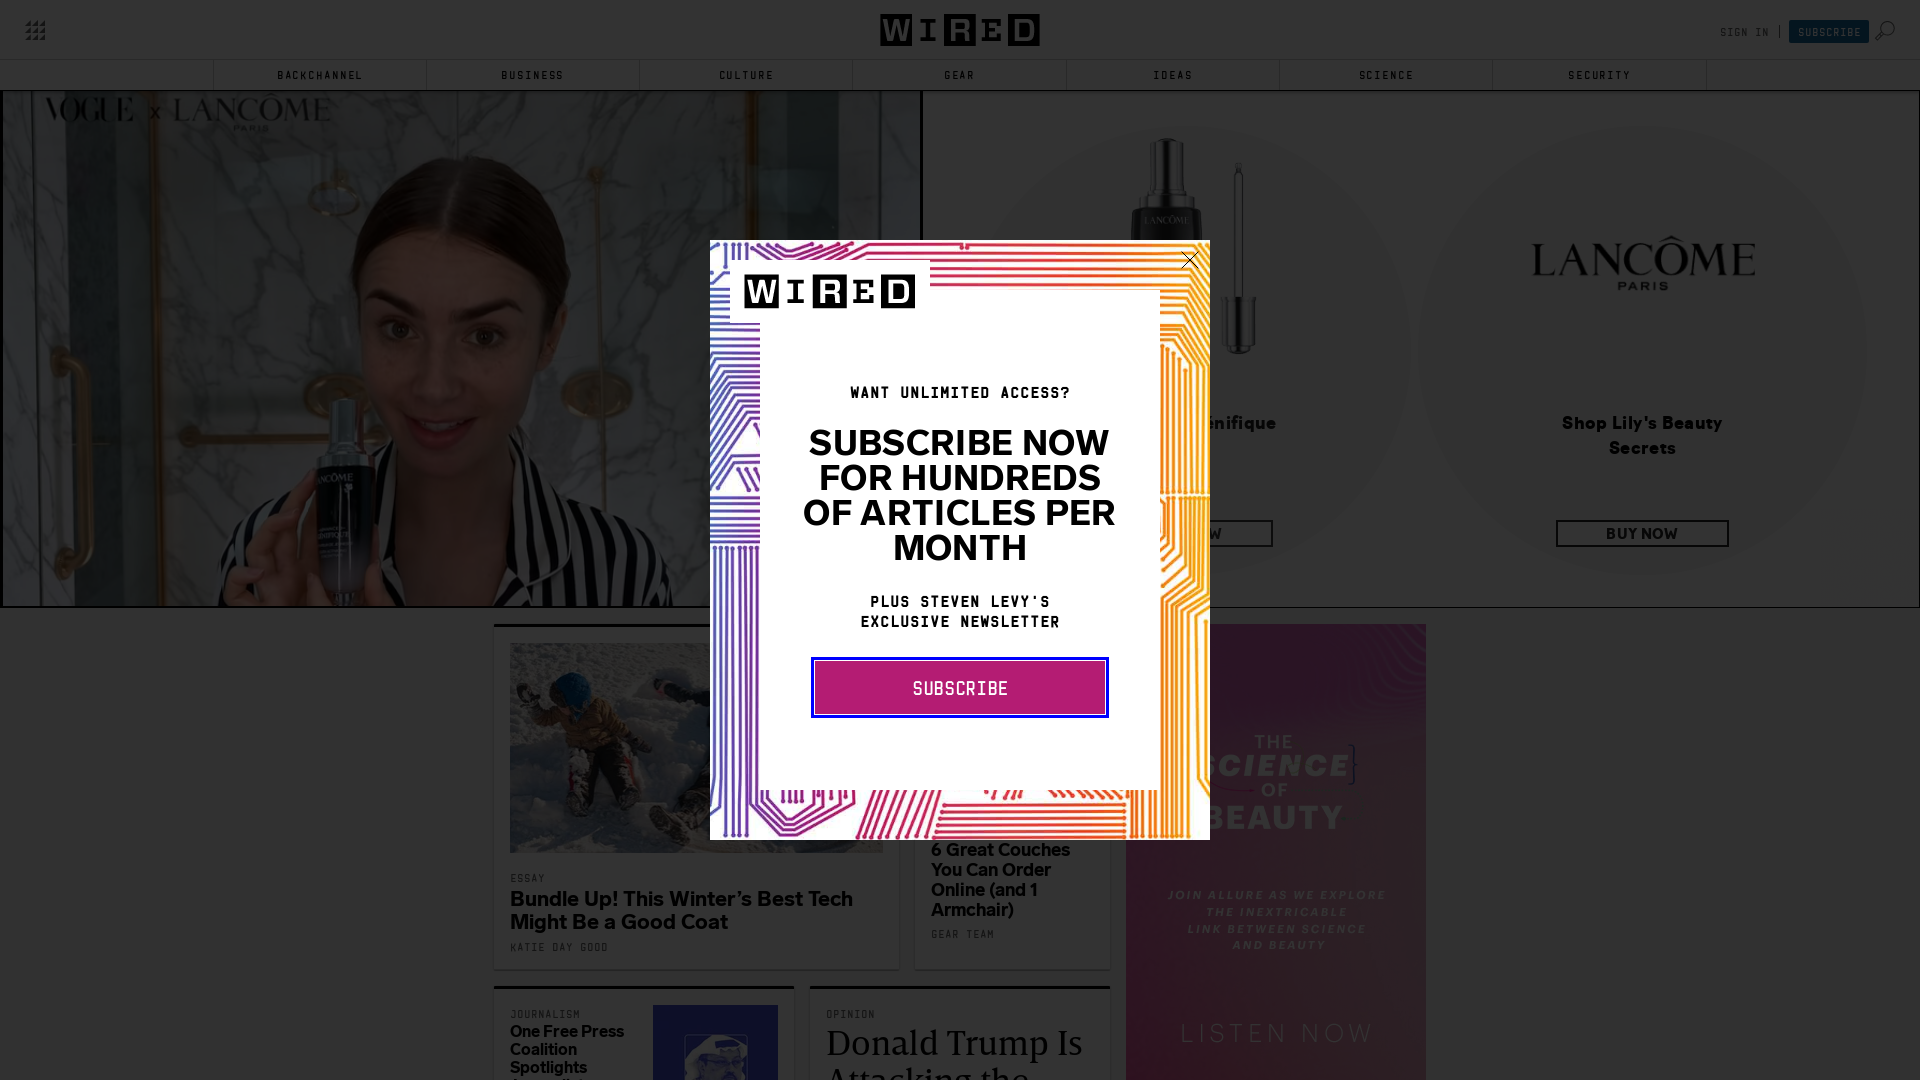 WIRED
SIGN IN
SUBSCRIBE
BACKCHANNEL
BUSINESS
CULTURE
GEAR
IDEAS
SCIENCE
SECURITY
VOGUE X LANCÔME
PARIS
LANCÔME
LANCÔME
PARIS
Shop Lily's Beauty
Secrets
BUY NOW
WIRED
WANT UNLIMITED ACCESS?
SUBSCRIBE NOW
FOR HUNDREDS
OF ARTICLES PER
MONTH
PLUS STEVEN LEVY'S
EXCLUSIVE NEWSLETTER
SUBSCRIBE
ESSAY
Bundle Up! This Winter’s Best Tech
Might Be a Good Coat
KATIE DAY GOOD
6 Great Couches
You Can Order
Online (and 1
Armchair)
GEAR TEAM
THE
SCIENCE
OF
BEAUTY
JOIN ALLURE AS WE EXPLORE
THE INEXTRICABLE
LINK BETWEEN SCIENCE
AND BEAUTY
LISTEN NOW
JOURNALISM
One Free Press
Coalition
Spotlights
OPINION
Donald Trump Is
Attacking the